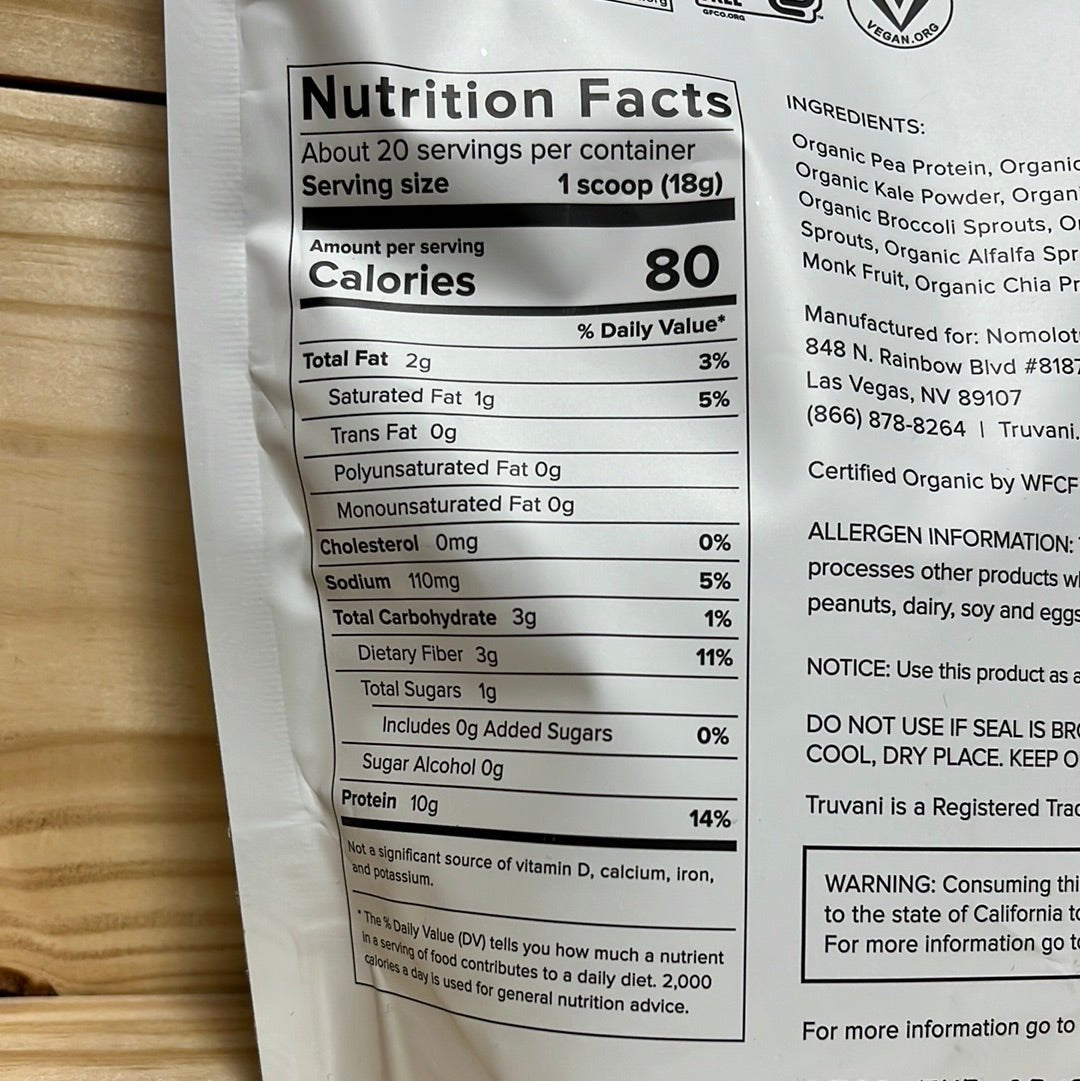 GFCO.ORG
VEGAN.ORG
Nutrition Facts
About 20 servings per container
Serving size 1 scoop (18g)
Amount per serving
Calories 80
% Daily Value*
Total Fat 2g 3%
Saturated Fat 1g 5%
Trans Fat 0g
Polyunsaturated Fat 0g
Monounsaturated Fat 0g
Cholesterol 0mg 0%
Sodium 110mg 5%
Total Carbohydrate 3g 1%
Dietary Fiber 3g 11%
Total Sugars 1g
Includes 0g Added Sugars 0%
Sugar Alcohol 0g
Protein 10g 14%
Not a significant source of vitamin D, calcium, iron,
and potassium.
* The % Daily Value (DV) tells you how much a nutrient
in a serving of food contributes to a daily diet. 2,000
calories a day is used for general nutrition advice.
INGREDIENTS:
Organic Pea Protein, Organic
Organic Kale Powder, Organ
Organic Broccoli Sprouts, O
Sprouts, Organic Alfalfa Spr
Monk Fruit, Organic Chia Pr
Manufactured for: Nomolot
848 N. Rainbow Blvd #8187
Las Vegas, NV 89107
(866) 878-8264 | Truvani.
Certified Organic by WFCF
ALLERGEN INFORMATION:
processes other products w
peanuts, dairy, soy and eggs
NOTICE: Use this product as a
DO NOT USE IF SEAL IS BRO
COOL, DRY PLACE. KEEP O
Truvani is a Registered Trad
WARNING: Consuming thi
to the state of California to
For more information go to
For more information go to